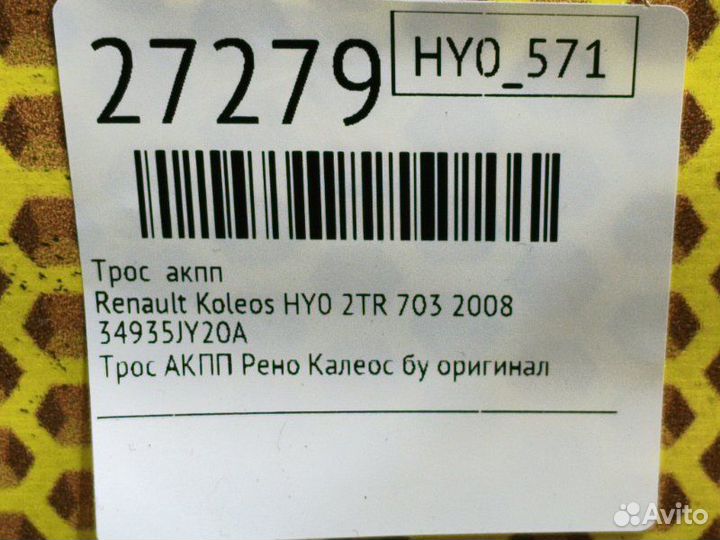 27279
HY0_571
Трос акпп
Renault Koleos HY0 2TR 703 2008
34935JY20A
Трос АКПП Рено Калеос бу оригинал
Avito